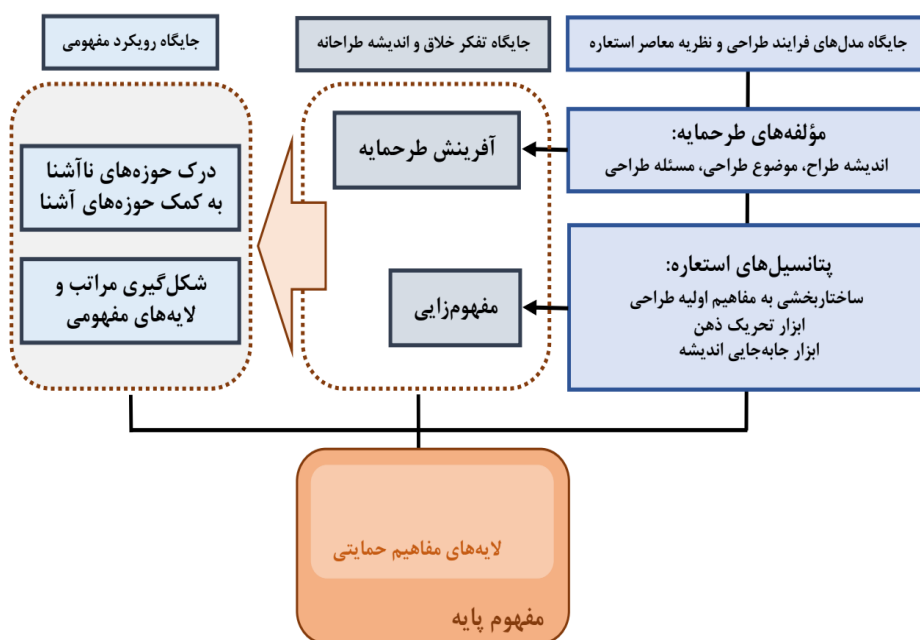 جایگاه مدل‌های فرایند طراحی و نظریه معاصر استعاره
جایگاه تفکر خلاق و اندیشه طراحانه
جایگاه رویکرد مفهومی
مؤلفه‌های طرحمایه:
اندیشه طراح، موضوع طراحی، مسئله طراحی
آفرینش طرحمایه
درک حوزه‌های ناآشنا
به کمک حوزه‌های آشنا
پتانسیل‌های استعاره:
ساختاربخشی به مفاهیم اولیه طراحی
ابزار تحریک ذهن
ابزار جابه‌جایی اندیشه
مفهوم‌زایی
شکل‌گیری مراتب و
لایه‌های مفهومی
لایه‌های مفاهیم حمایتی
مفهوم پایه